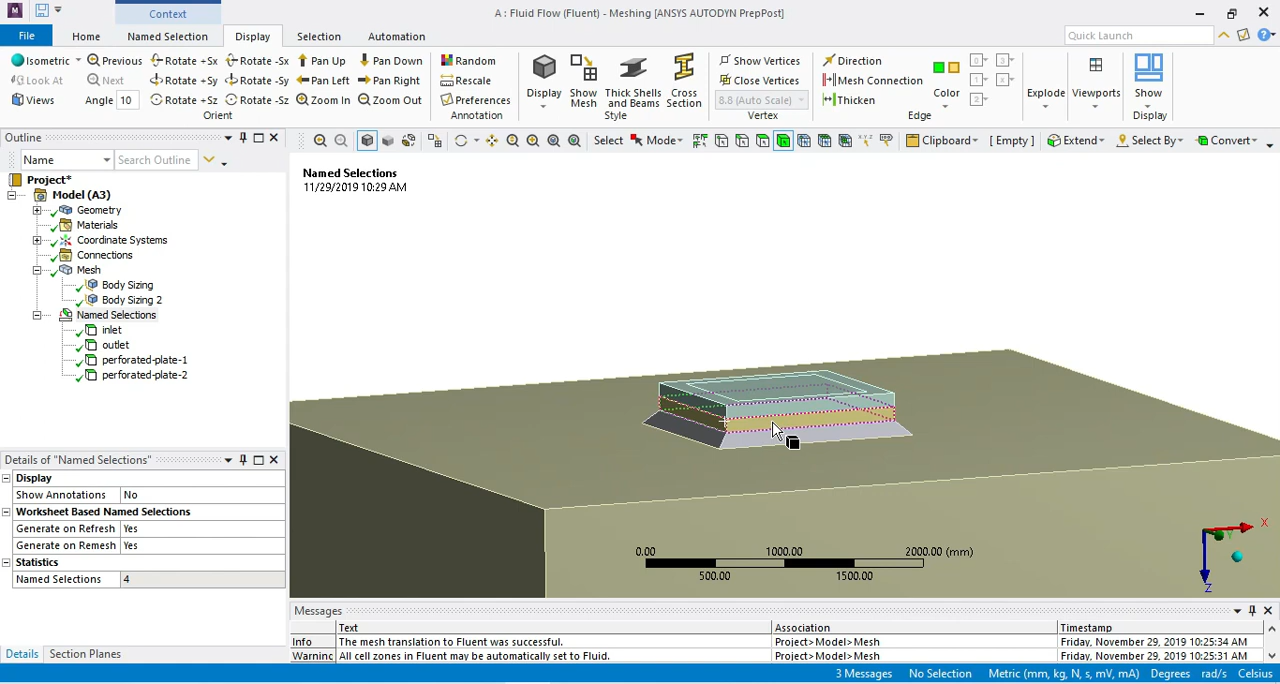 Context
A : Fluid Flow (Fluent) - Meshing [ANSYS AUTODYN PrepPost]
File Home Named Selection Display Selection Automation Quick Launch
Isometric Previous Rotate +Sx Rotate -Sx Pan Up Pan Down
Look At Next Rotate +Sy Rotate -Sy Pan Left Pan Right
Views Angle 10 Rotate +Sz Rotate -Sz Zoom In Zoom Out
Orient
Random
Rescale
Preferences
Annotation
Display Show Mesh Thick Shells and Beams Cross Section
Style
Show Vertices
Close Vertices
8.8 (Auto Scale)
Vertex
Direction
Mesh Connection
Thicken
Color
0 3
1 x
2
Edge
Explode Viewports Show
Display
Outline
Name Search Outline
Select Mode Clipboard [ Empty ] Extend Select By Convert
Project*
Model (A3)
Geometry
Materials
Coordinate Systems
Connections
Mesh
Body Sizing
Body Sizing 2
Named Selections
inlet
outlet
perforated-plate-1
perforated-plate-2
Named Selections
11/29/2019 10:29 AM
0.00 1000.00 2000.00 (mm)
500.00 1500.00
X
Y
Z
Details of "Named Selections"
Display
Show Annotations No
Worksheet Based Named Selections
Generate on Refresh Yes
Generate on Remesh Yes
Statistics
Named Selections 4
Details Section Planes
Messages
Text Association Timestamp
Info The mesh translation to Fluent was successful. Project>Model>Mesh Friday, November 29, 2019 10:25:34 AM
Warning All cell zones in Fluent may be automatically set to Fluid. Project>Model>Mesh Friday, November 29, 2019 10:25:31 AM
3 Messages No Selection Metric (mm, kg, N, s, mV, mA) Degrees rad/s Celsius